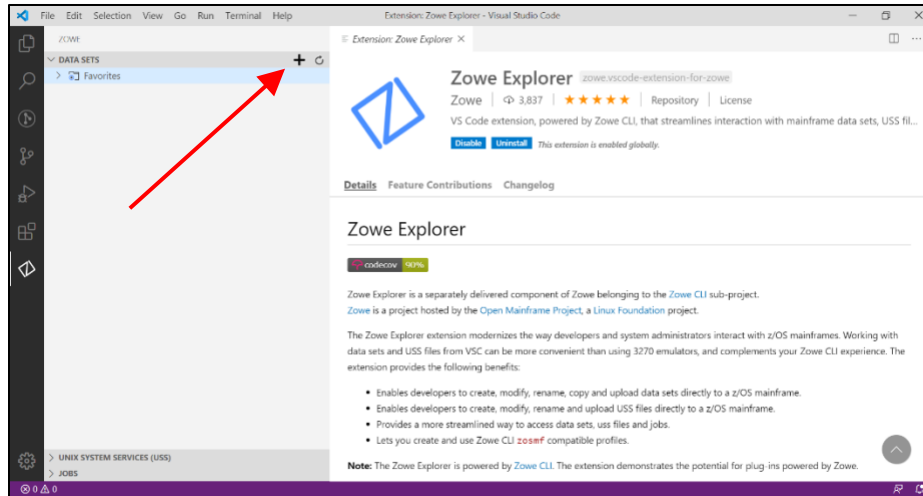 File Edit Selection View Go Run Terminal Help Extension: Zowe Explorer - Visual Studio Code
ZOWE
Extension: Zowe Explorer
DATA SETS
Favorites
Zowe Explorer zowe.vscode-extension-for-zowe
Zowe 3,837 Repository License
VS Code extension, powered by Zowe CLI, that streamlines interaction with mainframe data sets, USS fil...
Disable Uninstall This extension is enabled globally.
Details Feature Contributions Changelog
Zowe Explorer
codecov 90%
Zowe Explorer is a separately delivered component of Zowe belonging to the Zowe CLI sub-project.
Zowe is a project hosted by the Open Mainframe Project, a Linux Foundation project.
The Zowe Explorer extension modernizes the way developers and system administrators interact with z/OS mainframes. Working
with data sets and USS files from VSC can be more convenient than using 3270 emulators, and complements your Zowe CLI experience. The
extension provides the following benefits:
• Enables developers to create, modify, rename, copy and upload data sets directly to a z/OS mainframe.
• Enables developers to create, modify, rename and upload USS files directly to a z/OS mainframe.
• Provides a more streamlined way to access data sets, uss files and jobs.
• Lets you create and use Zowe CLI zosmf compatible profiles.
Note: The Zowe Explorer is powered by Zowe CLI. The extension demonstrates the potential for plug-ins powered by Zowe.
UNIX SYSTEM SERVICES (USS)
JOBS
0 0